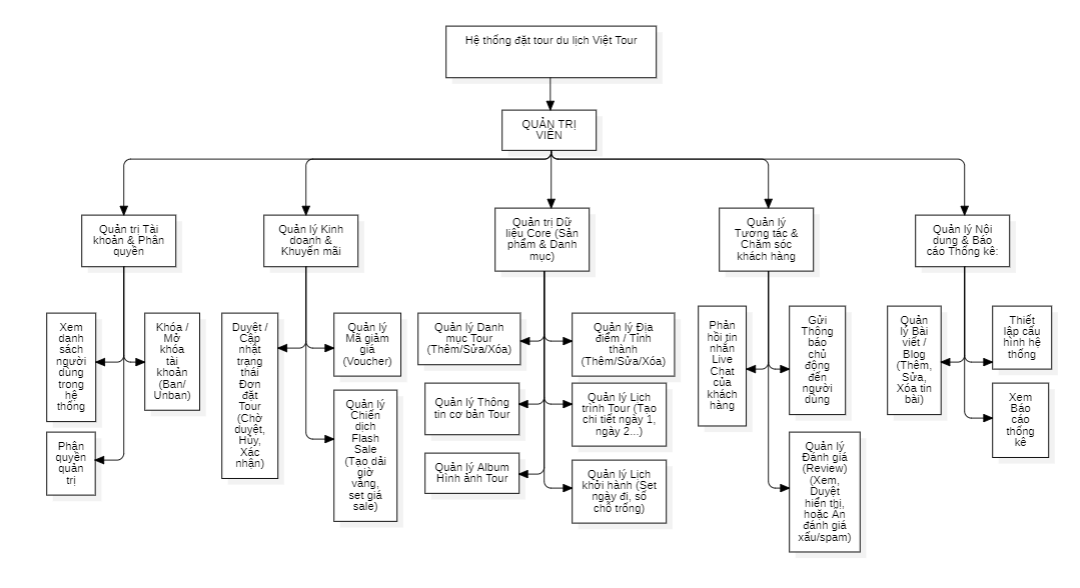 Hệ thống đặt tour du lịch Việt Tour
QUẢN TRỊ
VIÊN
Quản trị Tài
khoản & Phân
quyền
Quản lý Kinh
doanh &
Khuyến mãi
Quản trị Dữ
liệu Core (Sản
phẩm & Danh
mục)
Quản lý
Tương tác &
Chăm sóc
khách hàng
Quản lý Nội
dung & Báo
cáo Thống kê:
Xem
danh
sách
người
dùng
trong
hệ
thống
Khóa /
Mở
khóa
tài
khoản
(Ban/
Unban)
Phân
quyền
quản
trị
Duyệt /
Cập
nhật
trạng
thái
Đơn
đặt
Tour
(Chờ
duyệt,
Hủy,
Xác
nhận)
Quản lý
Mã giảm
giá
(Voucher)
Quản lý
Chiến
dịch
Flash
Sale
(Tạo dải
giờ
vàng,
set giá
sale)
Quản lý Danh
mục Tour
(Thêm/Sửa/Xóa)
Quản lý Địa
điểm / Tỉnh
thành
(Thêm/Sửa/Xóa)
Quản lý Thông
tin cơ bản Tour
Quản lý Lịch
trình Tour (Tạo
chi tiết ngày 1,
ngày 2...)
Quản lý Album
Hình ảnh Tour
Quản lý Lịch
khởi hành (Set
ngày đi, số
chỗ trống)
Phản
hồi tin
nhắn
Live
Chat
của
khách
hàng
Gửi
Thông
báo
chủ
động
đến
người
dùng
Quản lý
Đánh giá
(Review)
(Xem,
Duyệt
hiển thị,
hoặc Ẩn
đánh giá
xấu/spam)
Quản
lý Bài
viết /
Blog
(Thêm,
Sửa,
Xóa tin
bài)
Thiết
lập cấu
hình hệ
thống
Xem
Báo
cáo
thống
kê